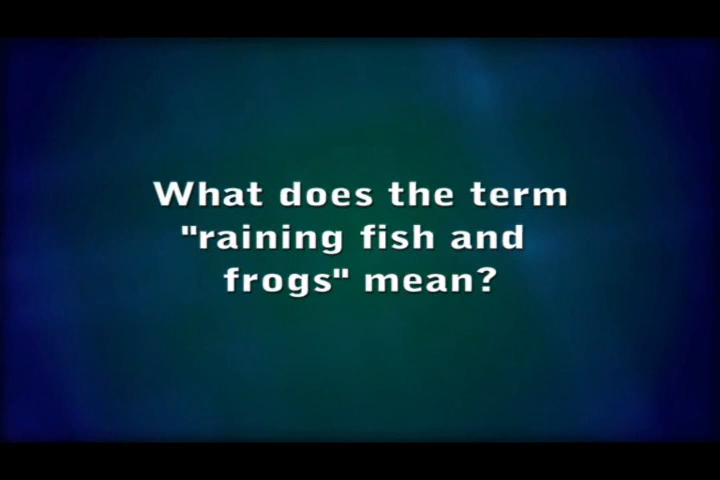 What does the term
"raining fish and
frogs" mean?